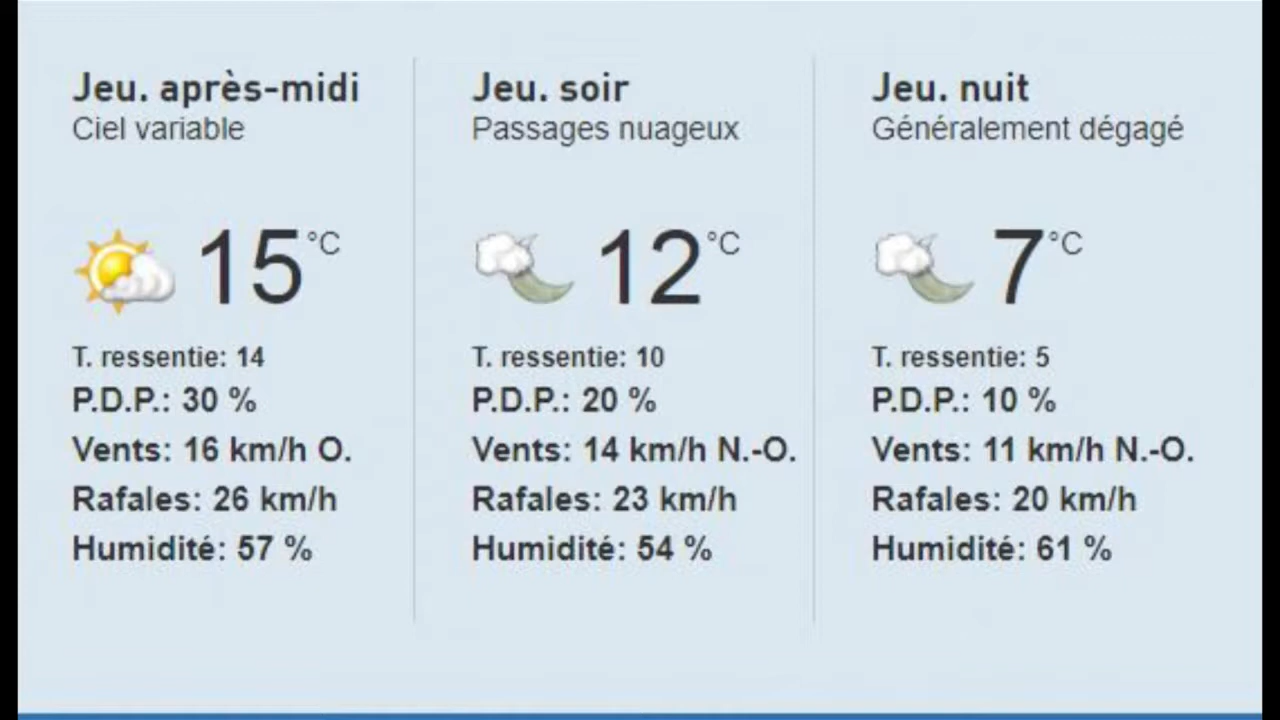 Jeu. après-midi
Ciel variable
15 °C
T. ressentie: 14
P.D.P.: 30 %
Vents: 16 km/h O.
Rafales: 26 km/h
Humidité: 57 %
Jeu. soir
Passages nuageux
12 °C
T. ressentie: 10
P.D.P.: 20 %
Vents: 14 km/h N.-O.
Rafales: 23 km/h
Humidité: 54 %
Jeu. nuit
Généralement dégagé
7 °C
T. ressentie: 5
P.D.P.: 10 %
Vents: 11 km/h N.-O.
Rafales: 20 km/h
Humidité: 61 %